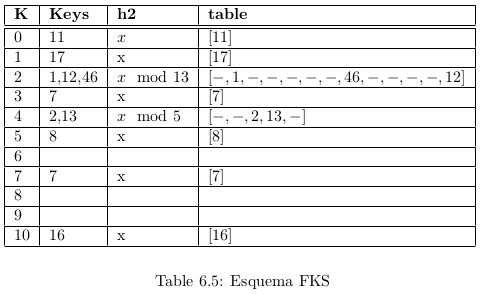 K Keys h2 table
0 11 x [11]
1 17 x [17]
2 1,12,46 x mod 13 [−, 1, −, −, −, −, −, 46, −, −, −, −, 12]
3 7 x [7]
4 2,13 x mod 5 [−, −, 2, 13, −]
5 8 x [8]
6
7 7 x [7]
8
9
10 16 x [16]
Table 6.5: Esquema FKS